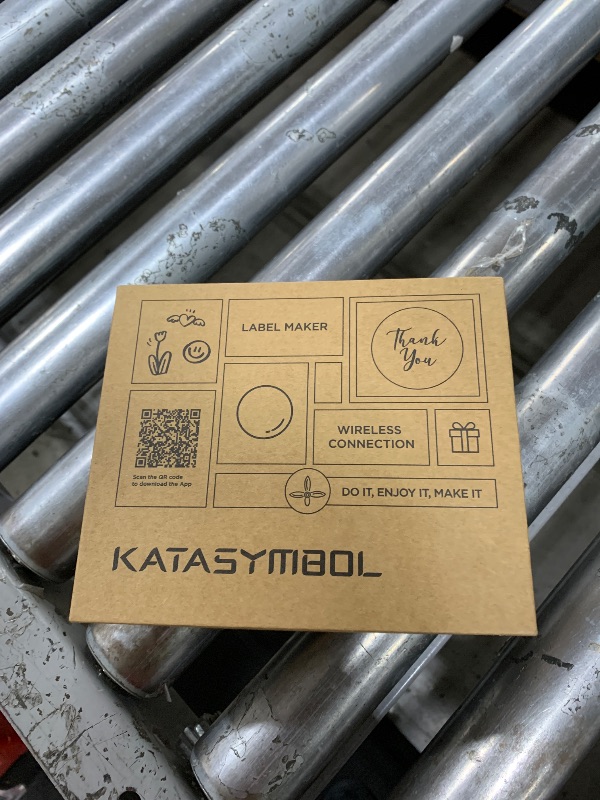 LABEL MAKER
Thank
You
WIRELESS
CONNECTION
Scan the QR code
to download the App
DO IT, ENJOY IT, MAKE IT
KATASYMBOL